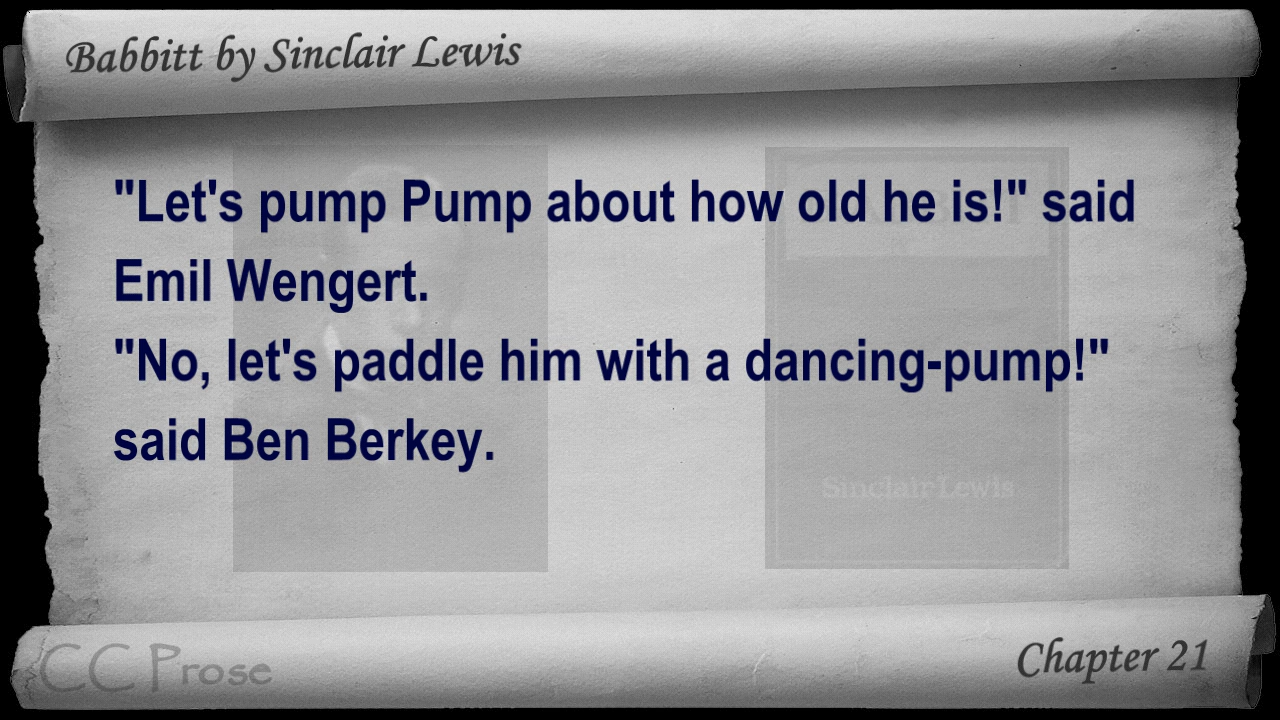 Babbitt by Sinclair Lewis
"Let's pump Pump about how old he is!" said
Emil Wengert.
"No, let's paddle him with a dancing-pump!"
said Ben Berkey.
Sinclair Lewis
CC Prose
Chapter 21